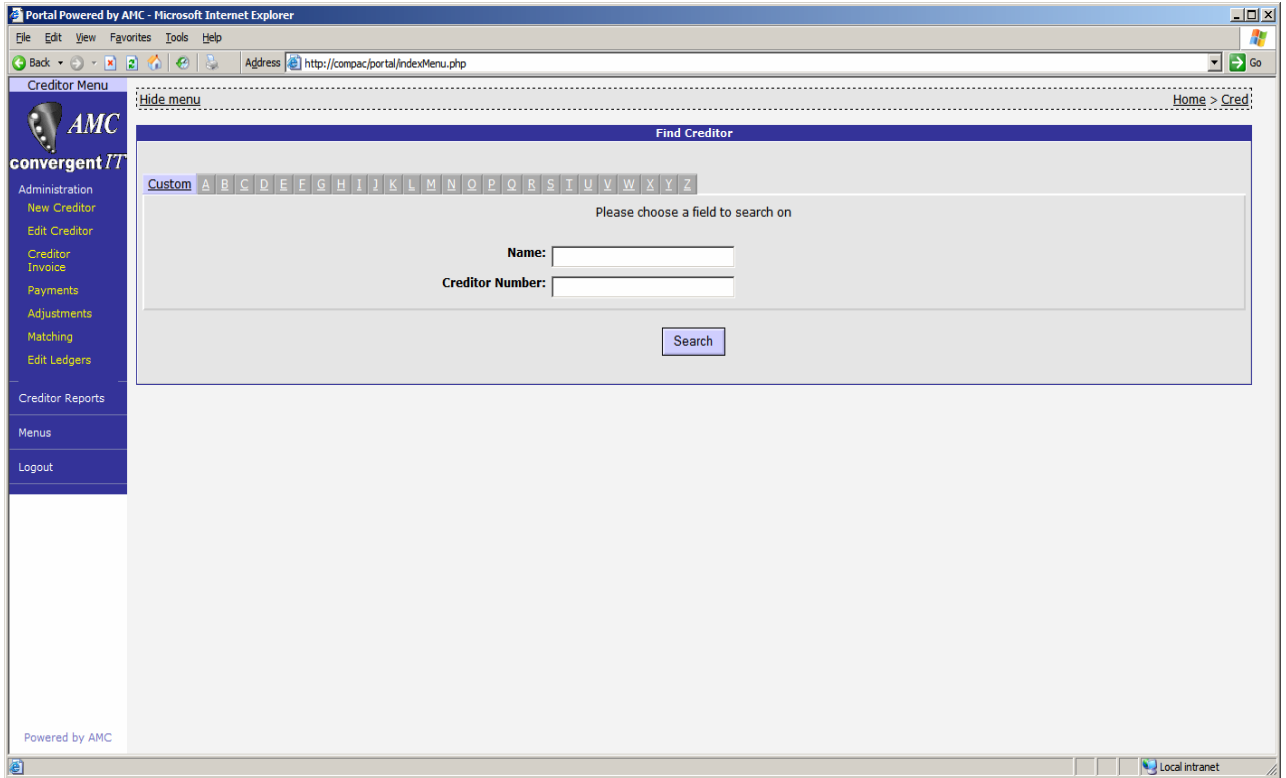 Portal Powered by AMC - Microsoft Internet Explorer
File Edit View Favorites Tools Help
Back Address http://compac/portal/indexMenu.php Go
Creditor Menu
Hide menu Home > Cred
AMC
convergent IT
Find Creditor
Custom A B C D E F G H I J K L M N O P Q R S T U V W X Y Z
Please choose a field to search on
Name:
Creditor Number:
Search
Administration
New Creditor
Edit Creditor
Creditor
Invoice
Payments
Adjustments
Matching
Edit Ledgers
Creditor Reports
Menus
Logout
Powered by AMC
Local intranet